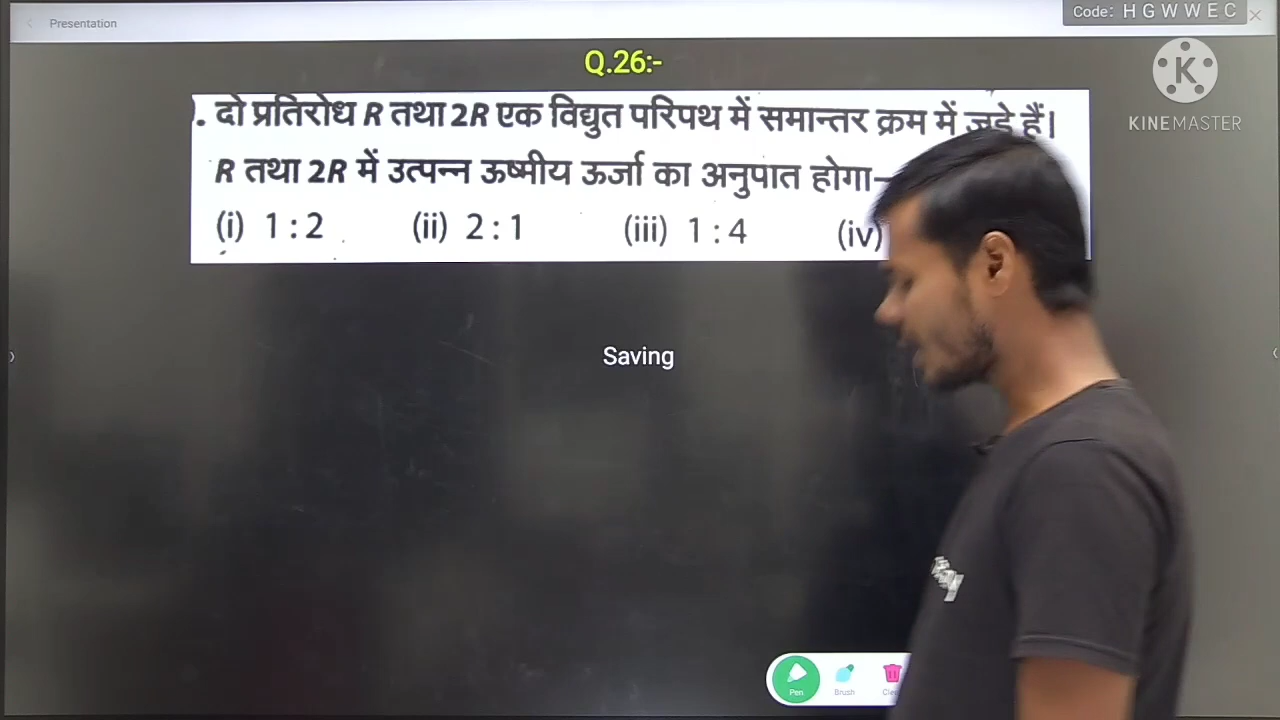 Presentation
Code: HGWWEC
Q.26:-
K
KINEMASTER
. दो प्रतिरोध R तथा 2R एक विद्युत परिपथ में समान्तर क्रम में जुड़े हैं।
R तथा 2R में उत्पन्न ऊष्मीय ऊर्जा का अनुपात होगा–
(i) 1 : 2 (ii) 2 : 1 (iii) 1 : 4 (iv)
Saving
Pen Brush